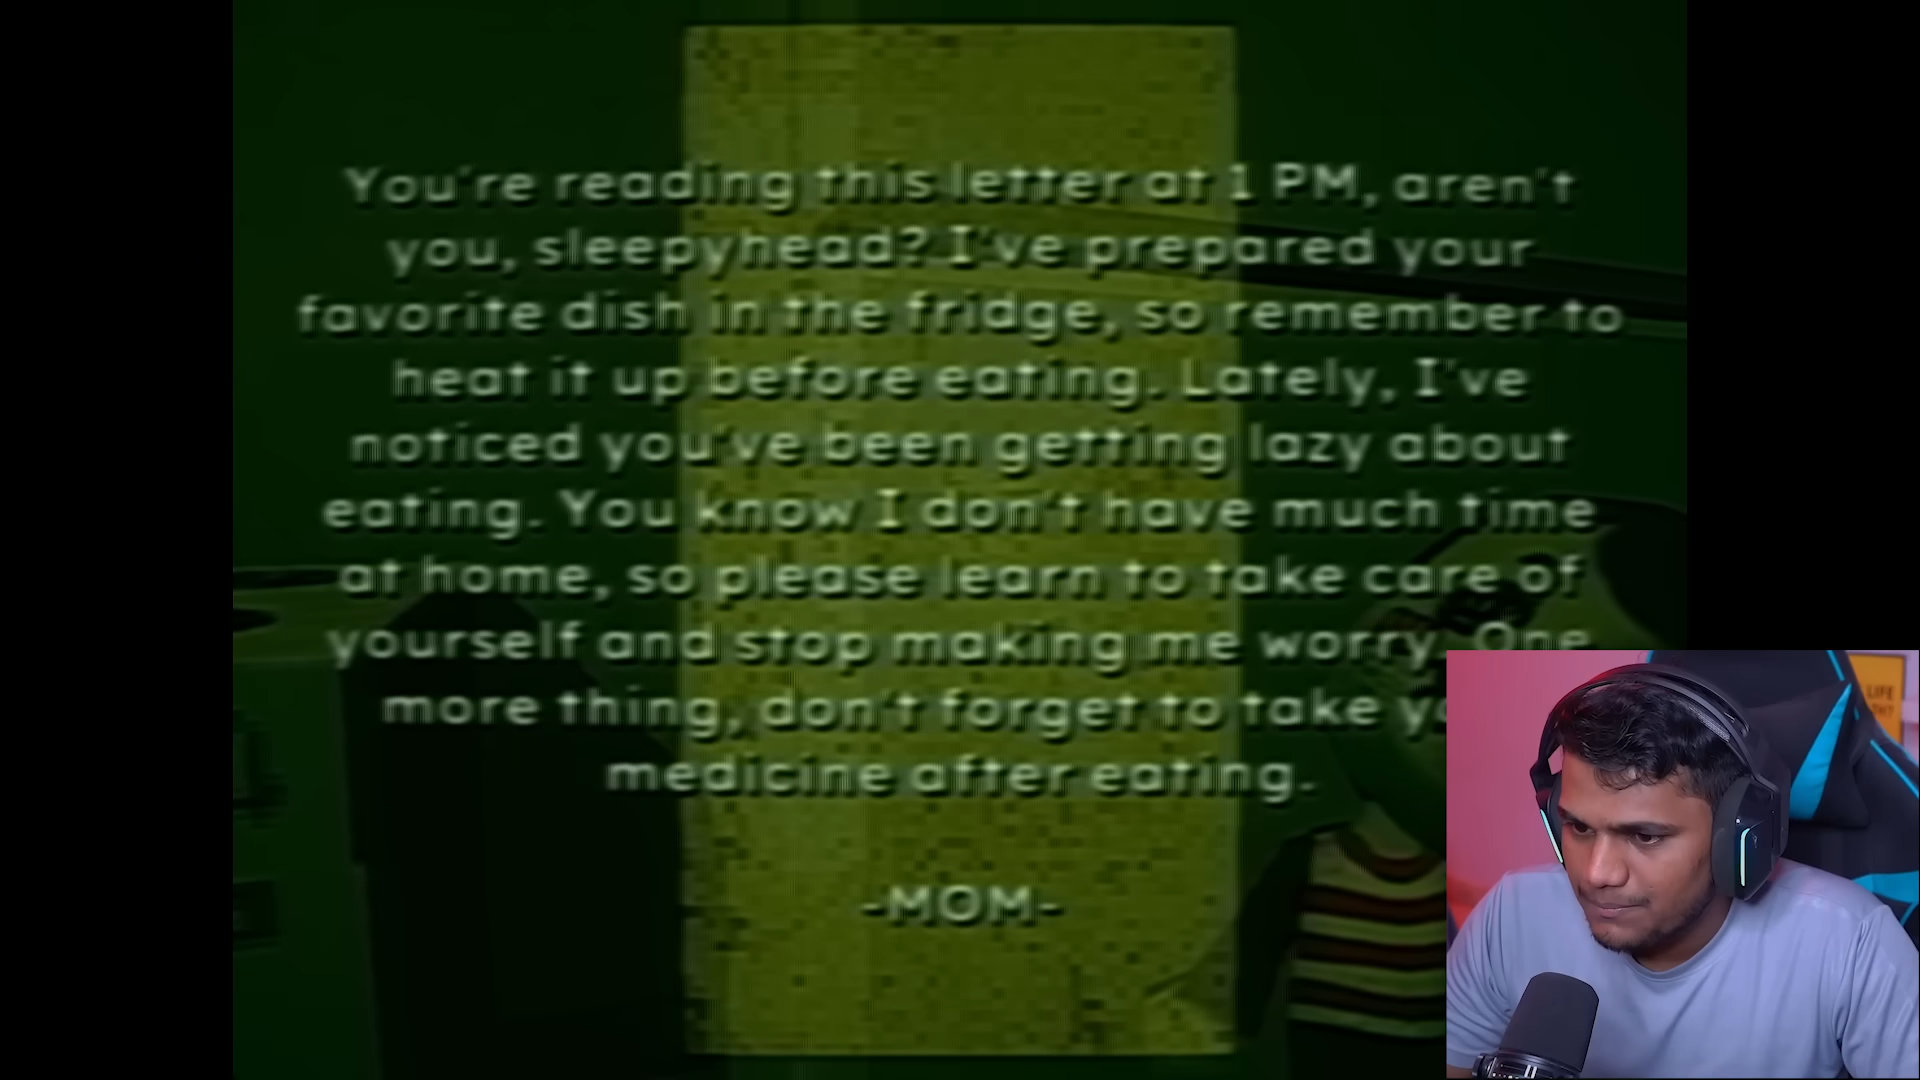 You're reading this letter at 1 PM, aren't
you, sleepyhead? I've prepared your
favorite dish in the fridge, so remember to
heat it up before eating. Lately, I've
noticed you've been getting lazy about
eating. You know I don't have much time
at home, so please learn to take care of
yourself and stop making me worry. One
more thing, don't forget to take
medicine after eating.
-MOM-
LIFE